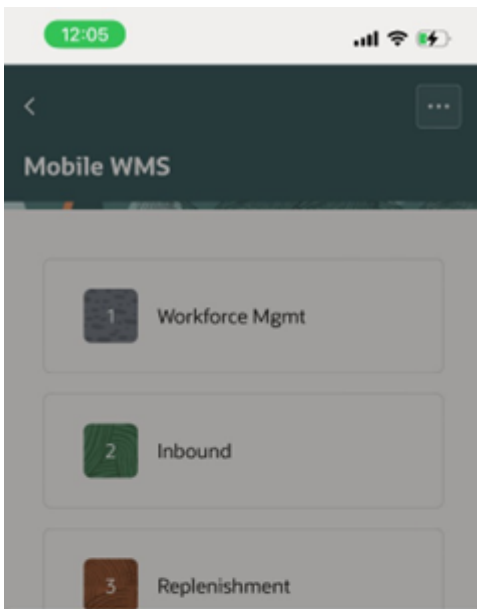 12:05
Mobile WMS
1 Workforce Mgmt
2 Inbound
3 Replenishment